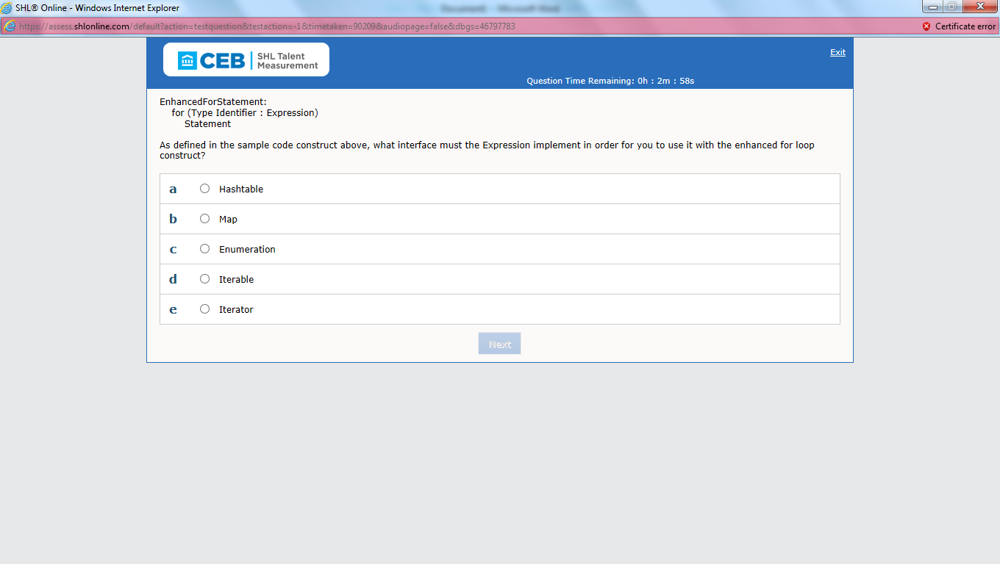 SHL® Online - Windows Internet Explorer
https://assess.shlonline.com/default?action=testquestion&testaction=-1&timetaken=90209&audiopage=false&dbgs=46797783
Certificate error
CEB
SHL Talent
Measurement
Exit
Question Time Remaining: 0h : 2m : 58s
EnhancedForStatement:
for (Type Identifier : Expression)
Statement
As defined in the sample code construct above, what interface must the Expression implement in order for you to use it with the enhanced for loop
construct?
a Hashtable
b Map
c Enumeration
d Iterable
e Iterator
Next